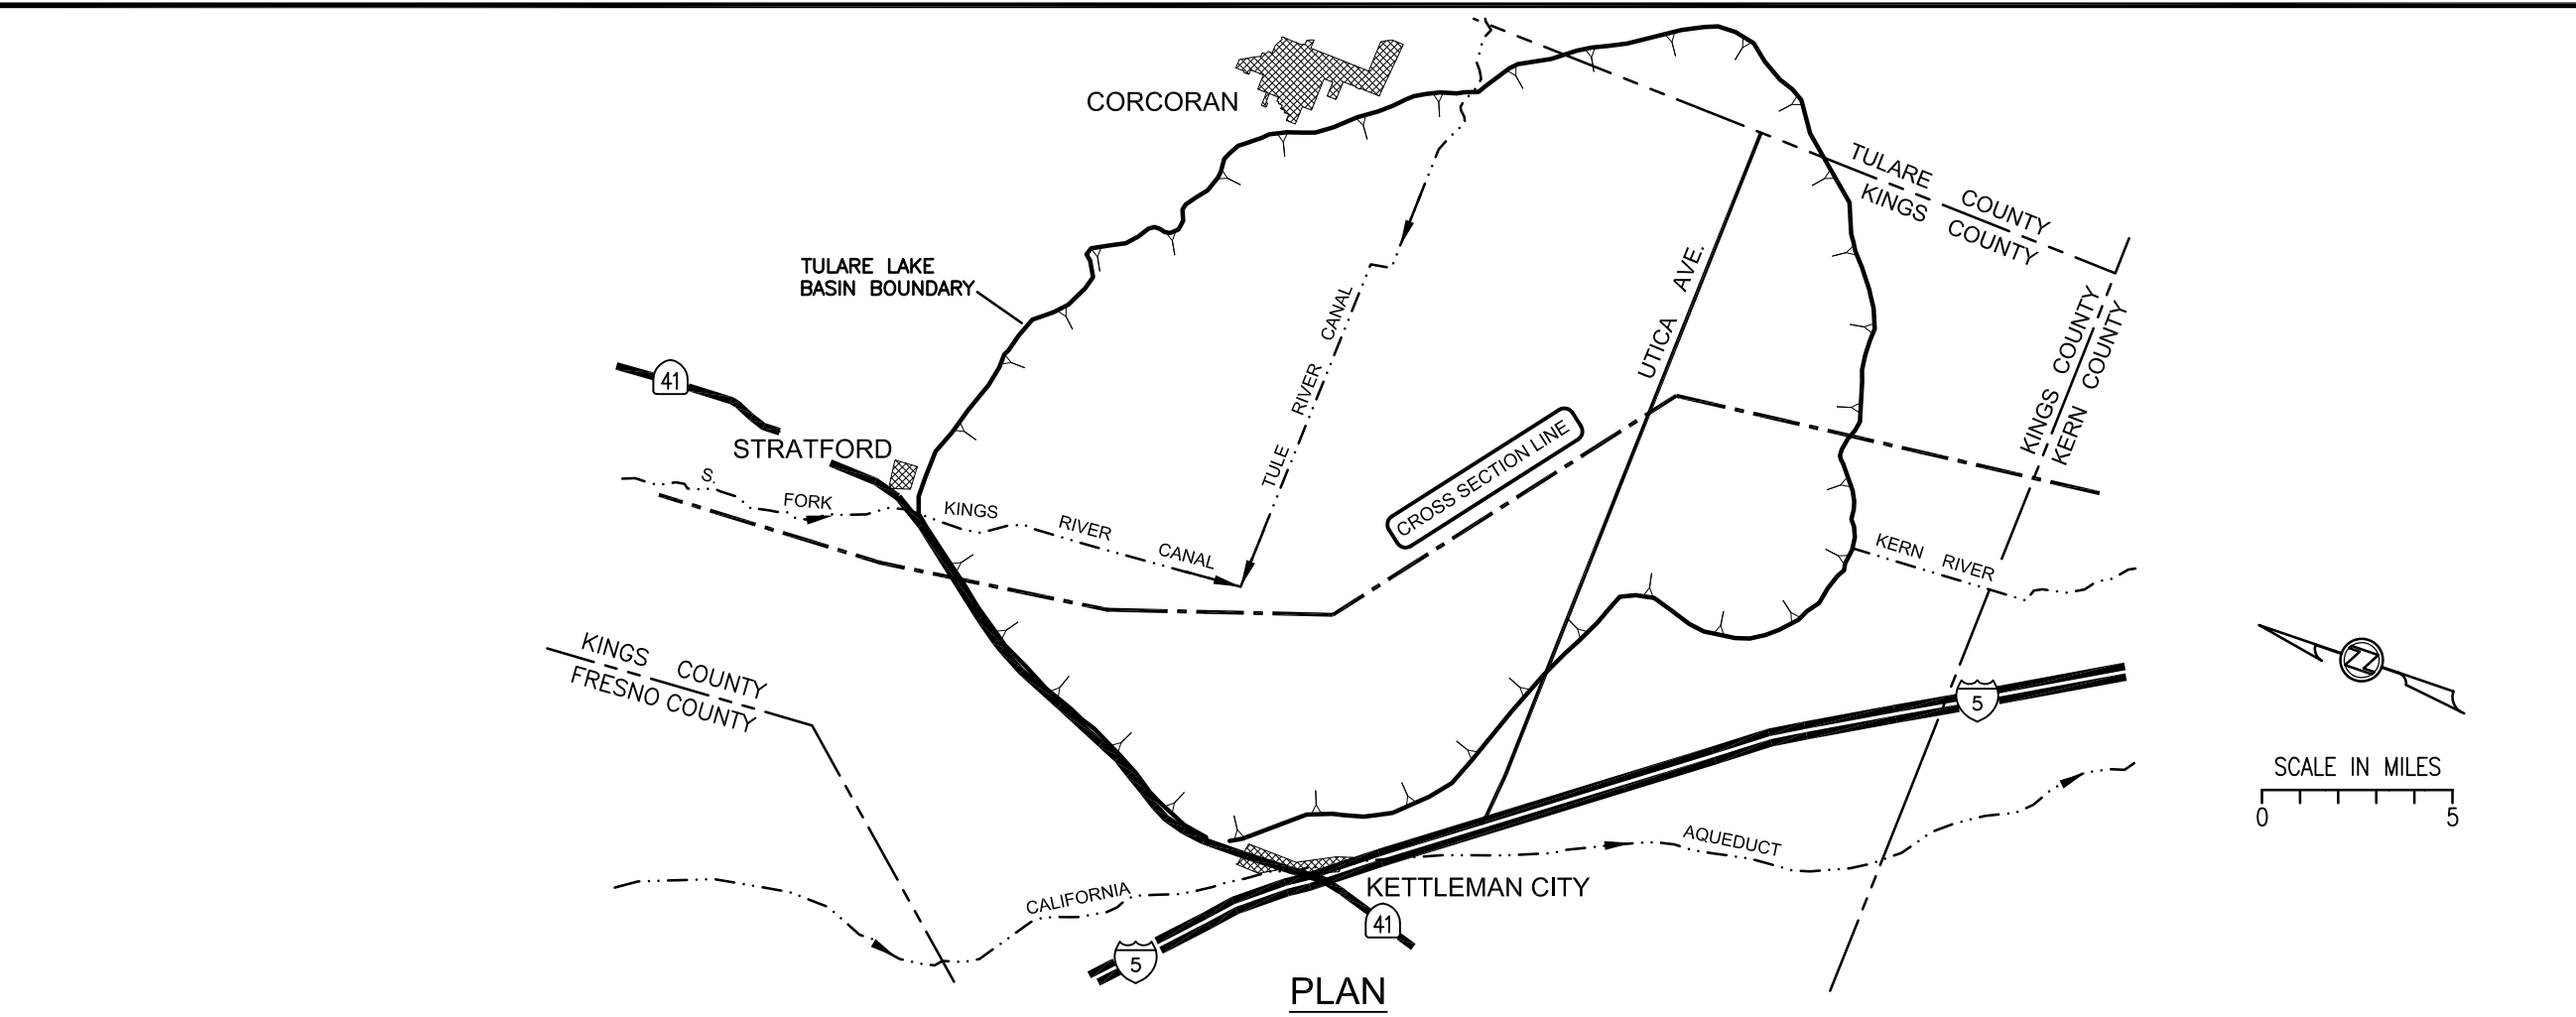 CORCORAN
TULARE COUNTY
KINGS COUNTY
TULARE LAKE
BASIN BOUNDARY
UTICA AVE.
TULE RIVER CANAL
KINGS COUNTY
KERN COUNTY
41
STRATFORD
CROSS SECTION LINE
S. FORK KINGS RIVER CANAL
KERN RIVER
KINGS COUNTY
FRESNO COUNTY
5
SCALE IN MILES
0 5
CALIFORNIA AQUEDUCT
KETTLEMAN CITY
41
5
PLAN